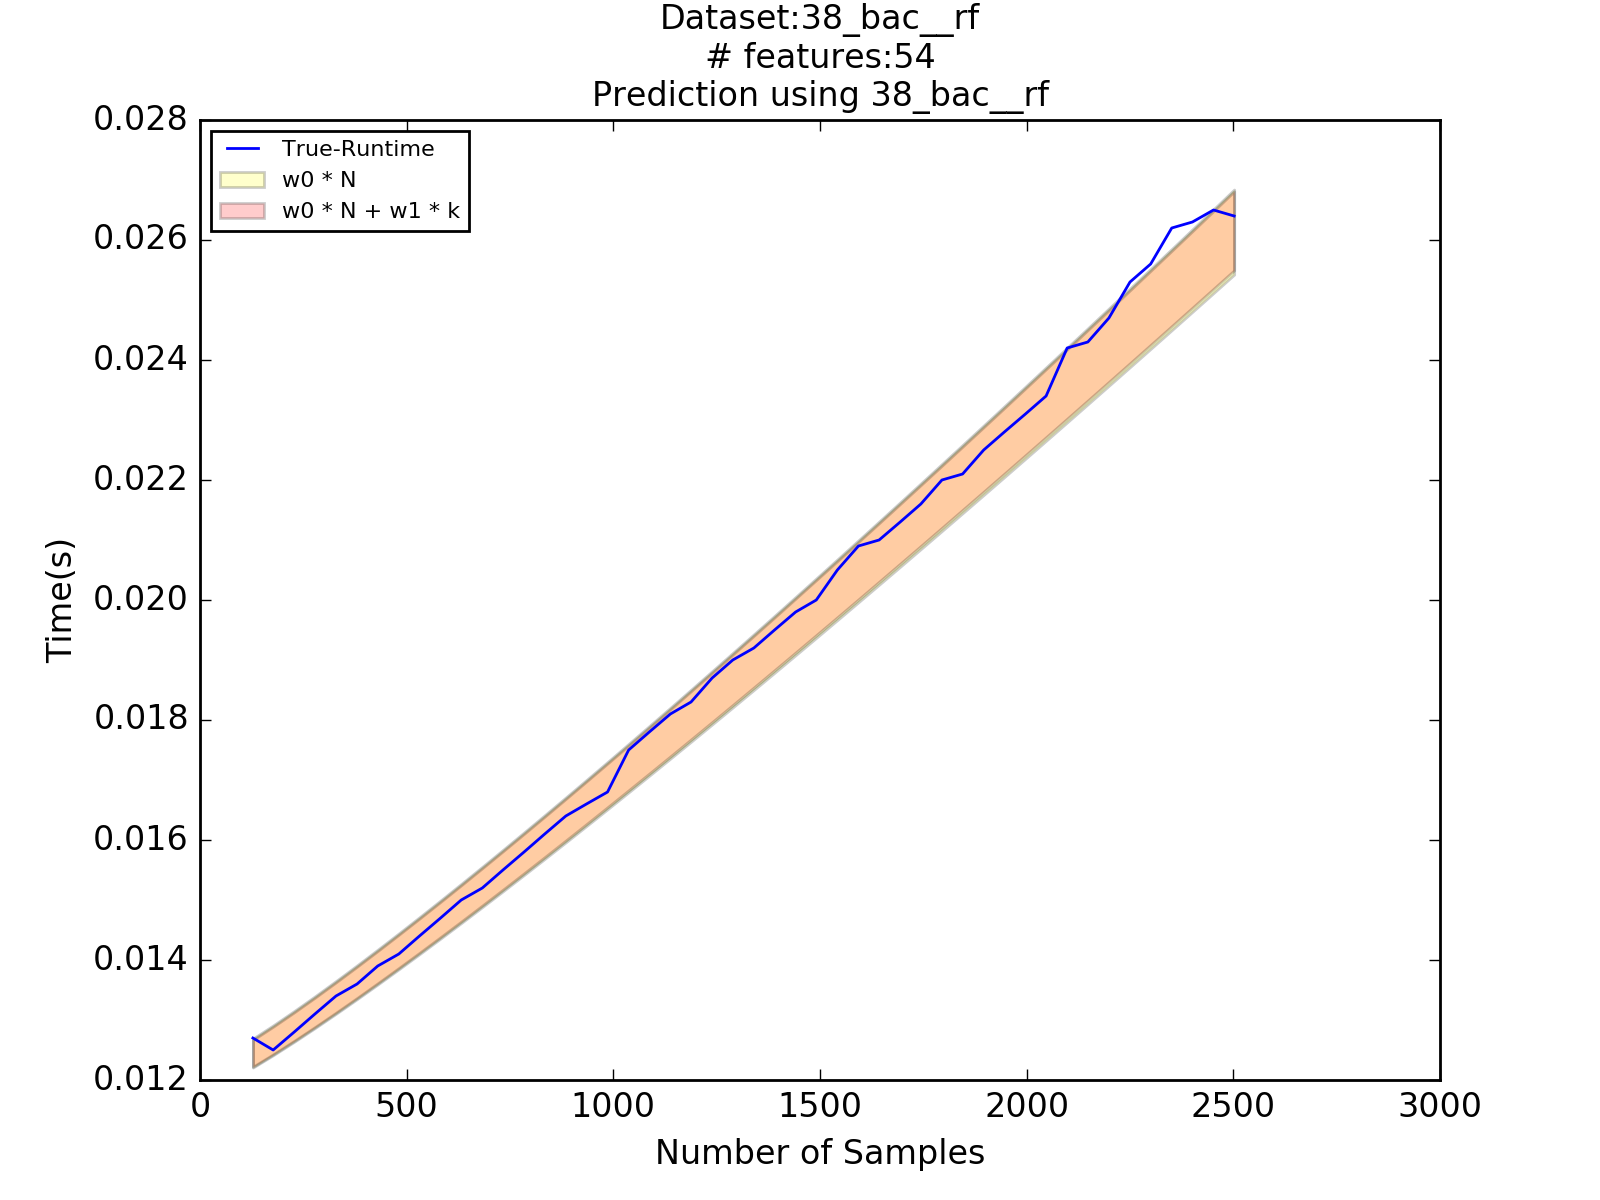 Dataset:38_bac__rf
# features:54
Prediction using 38_bac__rf
True-Runtime
w0 * N
w0 * N + w1 * k
0.028
0.026
0.024
0.022
0.020
0.018
0.016
0.014
0.012
Time(s)
0 500 1000 1500 2000 2500 3000
Number of Samples